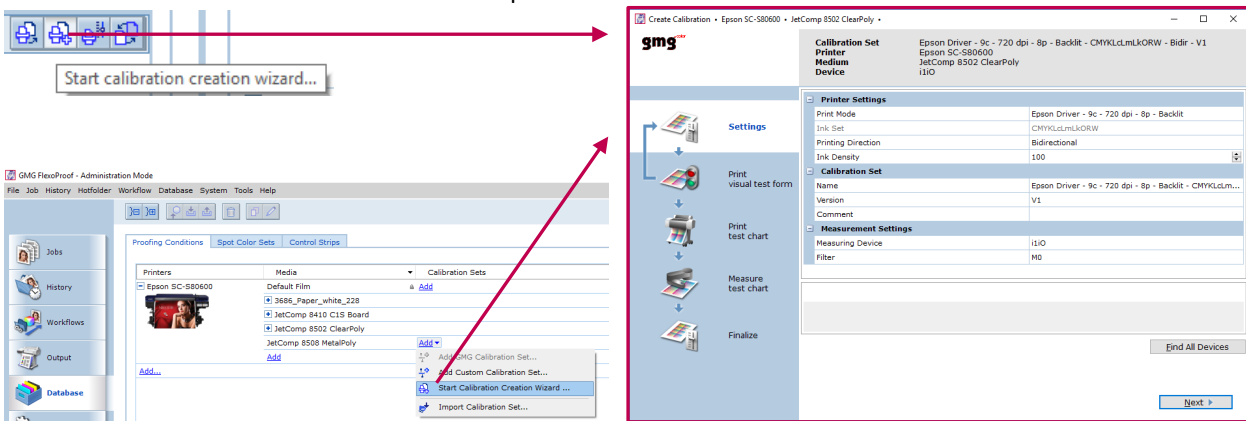 Start calibration creation wizard...
GMG FlexoProof - Administration Mode
File Job History Hotfolder Workflow Database System Tools Help
Jobs
History
Workflows
Output
Database
Proofing Conditions Spot Color Sets Control Strips
Printers Media Calibration Sets
Epson SC-S80600 Default Film Add
3686_Paper_white_228
JetComp 8410 C1S Board
JetComp 8502 ClearPoly
JetComp 8508 MetalPoly Add
Add
Add...
Add GMG Calibration Set...
Add Custom Calibration Set...
Start Calibration Creation Wizard ...
Import Calibration Set...
Create Calibration • Epson SC-S80600 • JetComp 8502 ClearPoly •
gmg color
Calibration Set Epson Driver - 9c - 720 dpi - 8p - Backlit - CMYKLcLmLkORW - Bidir - V1
Printer Epson SC-S80600
Medium JetComp 8502 ClearPoly
Device i1iO
Settings
Print
visual test form
Print
test chart
Measure
test chart
Finalize
Printer Settings
Print Mode Epson Driver - 9c - 720 dpi - 8p - Backlit
Ink Set CMYKLcLmLkORW
Printing Direction Bidirectional
Ink Density 100
Calibration Set
Name Epson Driver - 9c - 720 dpi - 8p - Backlit - CMYKLcLm...
Version V1
Comment
Measurement Settings
Measuring Device i1iO
Filter M0
Find All Devices
Next